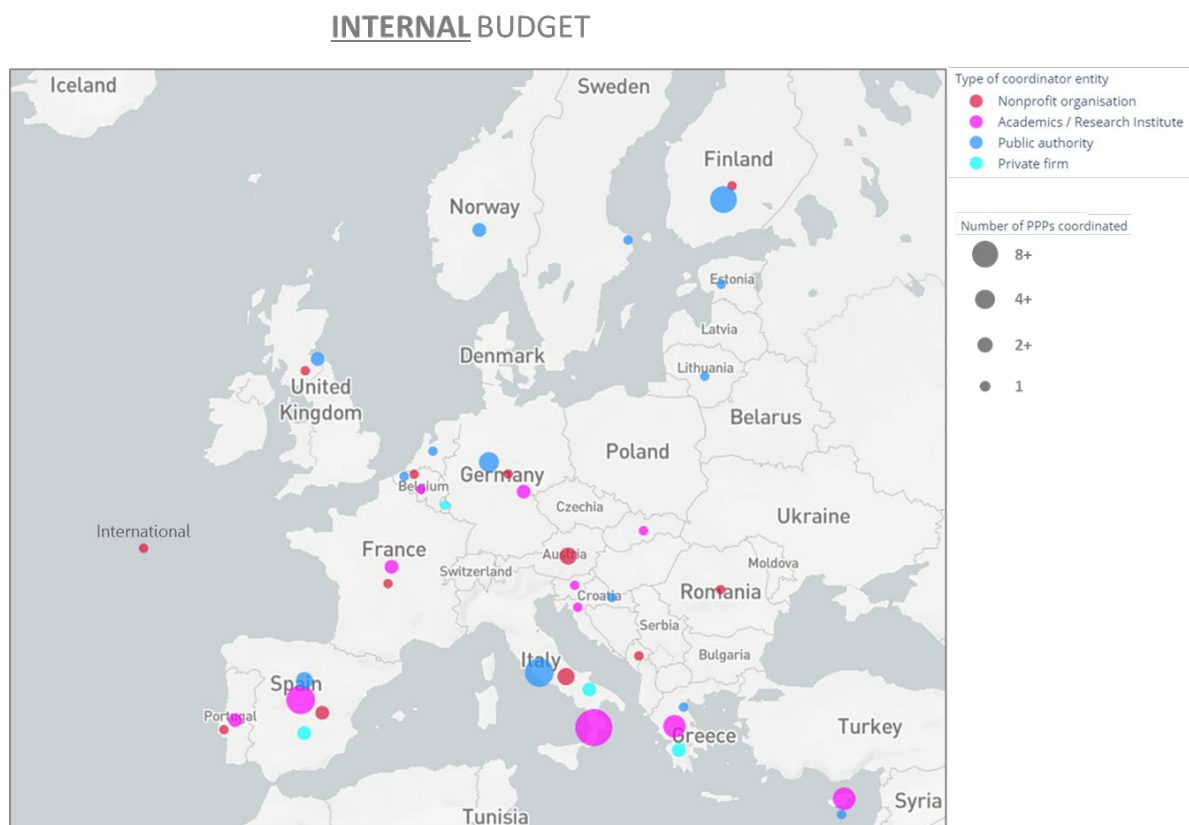 INTERNAL BUDGET
Iceland
Sweden
Finland
Norway
Estonia
Latvia
Denmark
Lithuania
United
Kingdom
Belarus
Poland
Germany
Belgium
Czechia
Ukraine
International
France
Austria
Switzerland
Moldova
Croatia
Romania
Serbia
Italy
Bulgaria
Spain
Portugal
Greece
Turkey
Syria
Tunisia
Type of coordinator entity
Nonprofit organisation
Academics / Research Institute
Public authority
Private firm
Number of PPPs coordinated
8+
4+
2+
1